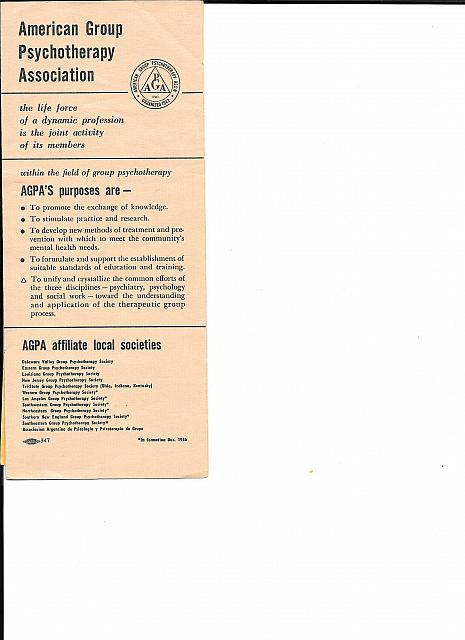 American Group
Psychotherapy
Association
AMERICAN GROUP PSYCHOTHERAPY ASSN
AGPA
the life force
of a dynamic profession
is the joint activity
of its members
within the field of group psychotherapy
AGPA'S purposes are —
● To promote the exchange of knowledge.
● To stimulate practice and research.
● To develop new methods of treatment and pre-
vention with which to meet the community's
mental health needs.
● To formulate and support the establishment of
suitable standards of education and training.
△ To unify and crystallize the common efforts of
the three disciplines — psychiatry, psychology
and social work — toward the understanding
and application of the therapeutic group
process.
AGPA affiliate local societies
Delaware Valley Group Psychotherapy Society
Eastern Group Psychotherapy Society
Louisiana Group Psychotherapy Society
New Jersey Group Psychotherapy Society
Tri-State Group Psychotherapy Society (Ohio, Indiana, Kentucky)
Western Group Psychotherapy Society*
Los Angeles Group Psychotherapy Society*
Southwestern Group Psychotherapy Society*
Northeastern Group Psychotherapy Society*
Southern New England Group Psychotherapy Society*
Southeastern Group Psychotherapy Society*
Asociacion Argentina de Psicologia y Psicoterapia de Grupo
347
*In formation Dec. 1956